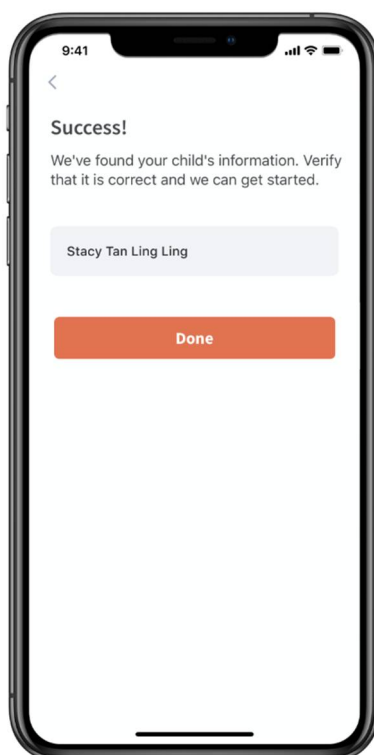 9:41
Success!
We've found your child's information. Verify
that it is correct and we can get started.
Stacy Tan Ling Ling
Done